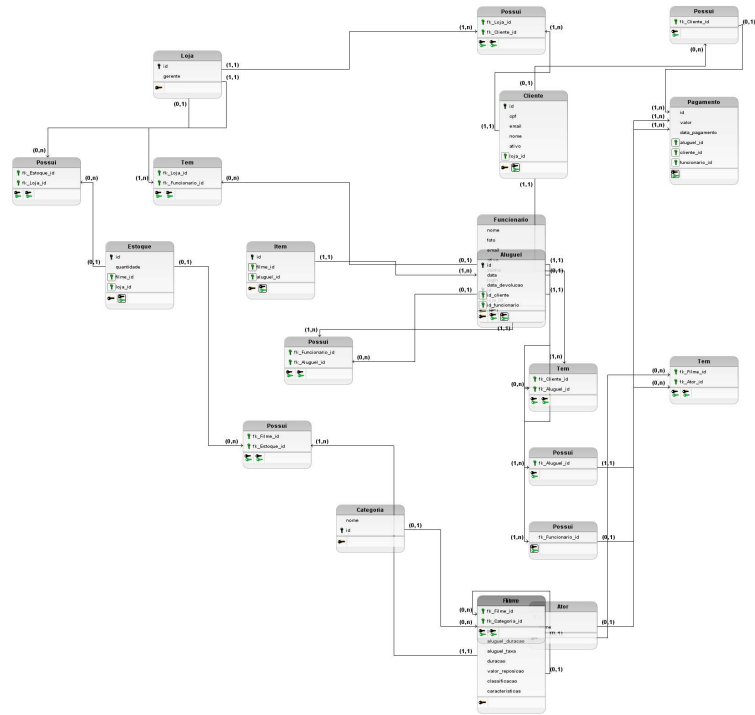 Possui
fk_Loja_id
fk_Cliente_id
(1,n)
(1,n)
Possui
fk_Cliente_id
(0,1)
(0,n)
Loja
id
gerente
(1,1)
(1,1)
(0,1)
Cliente
id
cpf
email
nome
ativo
loja_id
(0,1)
(1,1)
(1,1)
Pagamento
id
valor
data_pagamento
aluguel_id
cliente_id
funcionario_id
(1,n)
(1,n)
(1,n)
Possui
fk_Estoque_id
fk_Loja_id
(0,n)
(0,n)
Tem
fk_Loja_id
fk_Funcionario_id
(1,n)
(0,n)
Estoque
id
quantidade
filme_id
loja_id
(0,1)
(0,1)
Item
id
filme_id
aluguel_id
(1,1)
Funcionario
nome
foto
email
Aluguel
id
data
data_devolucao
id_cliente
id_funcionario
(0,1)
(1,n)
(0,1)
(1,1)
(0,1)
(1,1)
(1,1)
Possui
fk_Funcionario_id
fk_Aluguel_id
(1,n)
(0,n)
Tem
fk_Cliente_id
fk_Aluguel_id
(1,n)
(0,n)
Tem
fk_Filme_id
fk_Ator_id
(0,n)
(0,n)
Possui
fk_Filme_id
fk_Estoque_id
(0,n)
(1,n)
Possui
fk_Aluguel_id
(1,n)
(1,1)
Categoria
nome
id
(0,1)
Possui
fk_Funcionario_id
(1,n)
(0,1)
fk_Filme_id
fk_Categoria_id
(0,n)
(0,n)
aluguel_duracao
aluguel_taxa
duracao
valor_reposicao
classificacao
caracteristicas
(1,1)
(0,1)
Ator
(0,1)
(0,1)